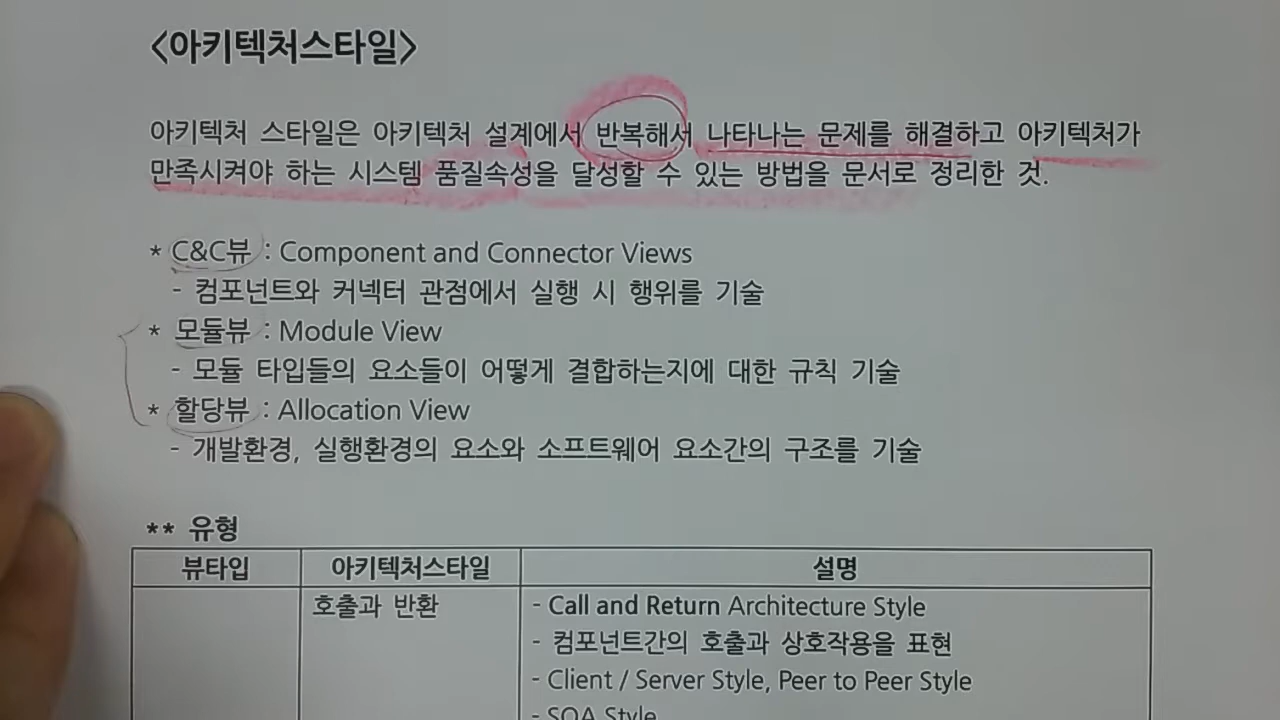 <아키텍처스타일>
아키텍처 스타일은 아키텍처 설계에서 반복해서 나타나는 문제를 해결하고 아키텍처가
만족시켜야 하는 시스템 품질속성을 달성할 수 있는 방법을 문서로 정리한 것.
* C&C뷰 : Component and Connector Views
- 컴포넌트와 커넥터 관점에서 실행 시 행위를 기술
* 모듈뷰 : Module View
- 모듈 타입들의 요소들이 어떻게 결합하는지에 대한 규칙 기술
* 할당뷰 : Allocation View
- 개발환경, 실행환경의 요소와 소프트웨어 요소간의 구조를 기술
** 유형
뷰타입 아키텍처스타일 설명
호출과 반환 - Call and Return Architecture Style
- 컴포넌트간의 호출과 상호작용을 표현
- Client / Server Style, Peer to Peer Style
- SOA Style